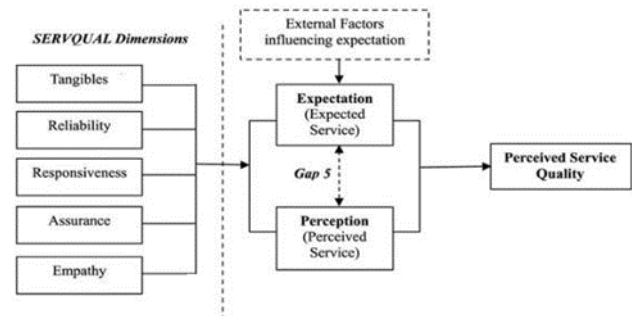 SERVQUAL Dimensions
Tangibles
Reliability
Responsiveness
Assurance
Empathy
External Factors
influencing expectation
Expectation
(Expected
Service)
Gap 5
Perception
(Perceived
Service)
Perceived Service
Quality